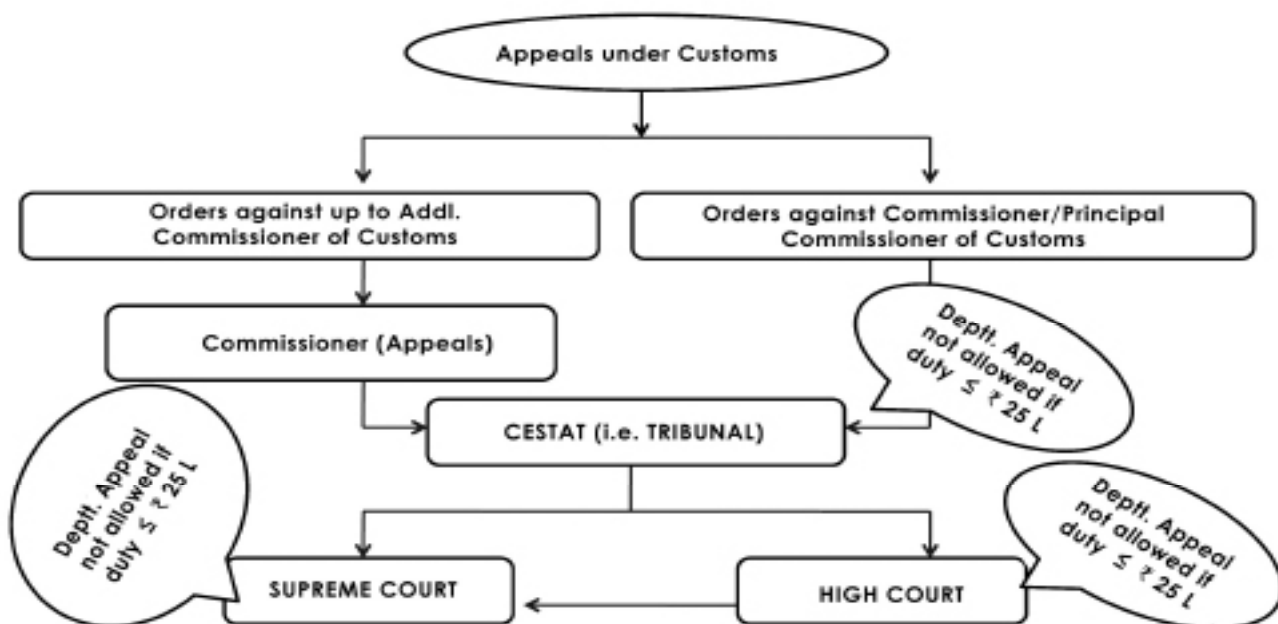 Appeals under Customs
Orders against up to Addl.
Commissioner of Customs
Orders against Commissioner/Principal
Commissioner of Customs
Commissioner (Appeals)
Deptt. Appeal
not allowed if
duty ≤ ₹ 25 L
CESTAT (i.e. TRIBUNAL)
Deptt. Appeal
not allowed if
duty ≤ ₹ 25 L
Deptt. Appeal
not allowed if
duty ≤ ₹ 25 L
SUPREME COURT
HIGH COURT